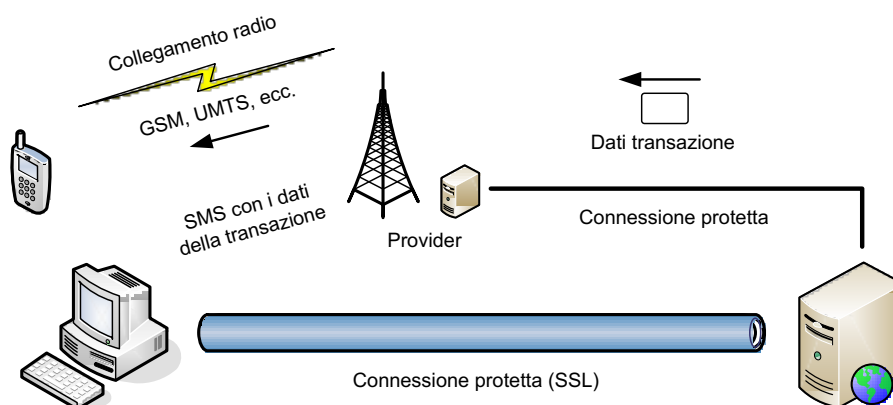 Collegamento radio
GSM, UMTS, ecc.
Dati transazione
SMS con i dati
della transazione
Provider
Connessione protetta
Connessione protetta (SSL)